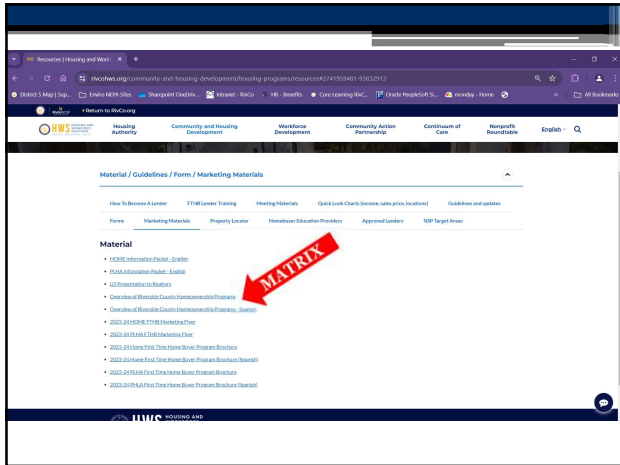 Resources | Housing and Work
rivcohws.org/community-and-housing-development/housing-programs/resources#2741959481-93832913
District 5 Map | Sup...
Enviro NEPA Sites
Sharepoint OneDriv...
Intranet - RivCo
HR - Benefits
Core Learning RivC...
Oracle PeopleSoft Si...
monday - Home
All Bookmarks
Return to RivCo.org
HWS HOUSING AND WORKFORCE SOLUTIONS
Housing Authority
Community and Housing Development
Workforce Development
Community Action Partnership
Continuum of Care
Nonprofit Roundtable
English
Material / Guidelines / Form / Marketing Materials
How To Become A Lender
FTHB Lender Training
Meeting Materials
Quick Look Charts (income, sales price, locations)
Guidelines and updates
Forms
Marketing Materials
Property Locator
Homebuyer Education Providers
Approved Lenders
NSP Target Areas
Material
HOME Information Packet - English
PLHA Information Packet - English
LO Presentation to Realtors
MATRIX
Overview of Riverside County Homeownership Programs
Overview of Riverside County Homeownership Programs - Spanish
2023-24 HOME FTHB Marketing Flyer
2023-24 PLHA FTHB Marketing Flyer
2023-24 Home First Time Home Buyer Program Brochure
2023-24 Home First Time Home Buyer Program Brochure (Spanish)
2023-24 PLHA First Time Home Buyer Program Brochure
2023-24 PHLA First Time Home Buyer Program Brochure (Spanish)
HWS HOUSING AND